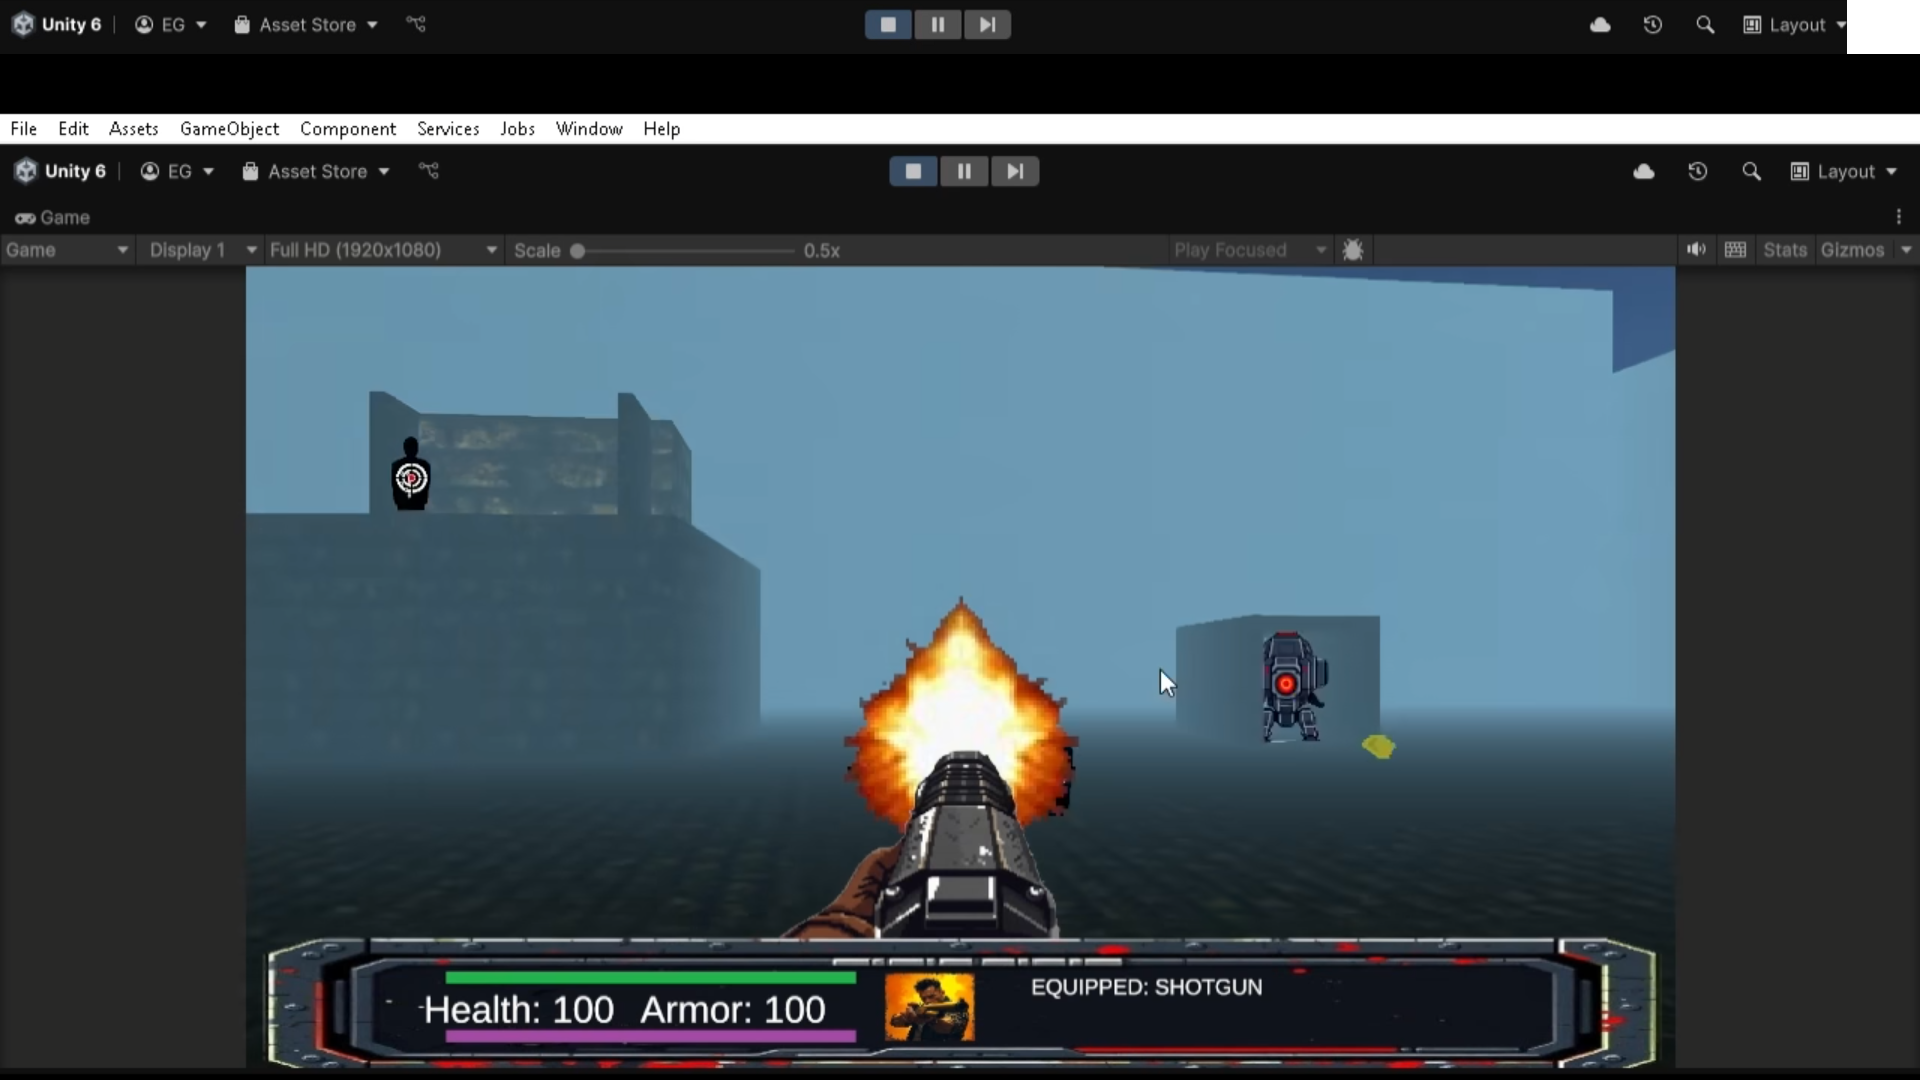 Unity 6 EG Asset Store Layout
File Edit Assets GameObject Component Services Jobs Window Help
Unity 6 EG Asset Store Layout
Game
Game Display 1 Full HD (1920x1080) Scale 0.5x Play Focused Stats Gizmos
EQUIPPED: SHOTGUN
Health: 100 Armor: 100